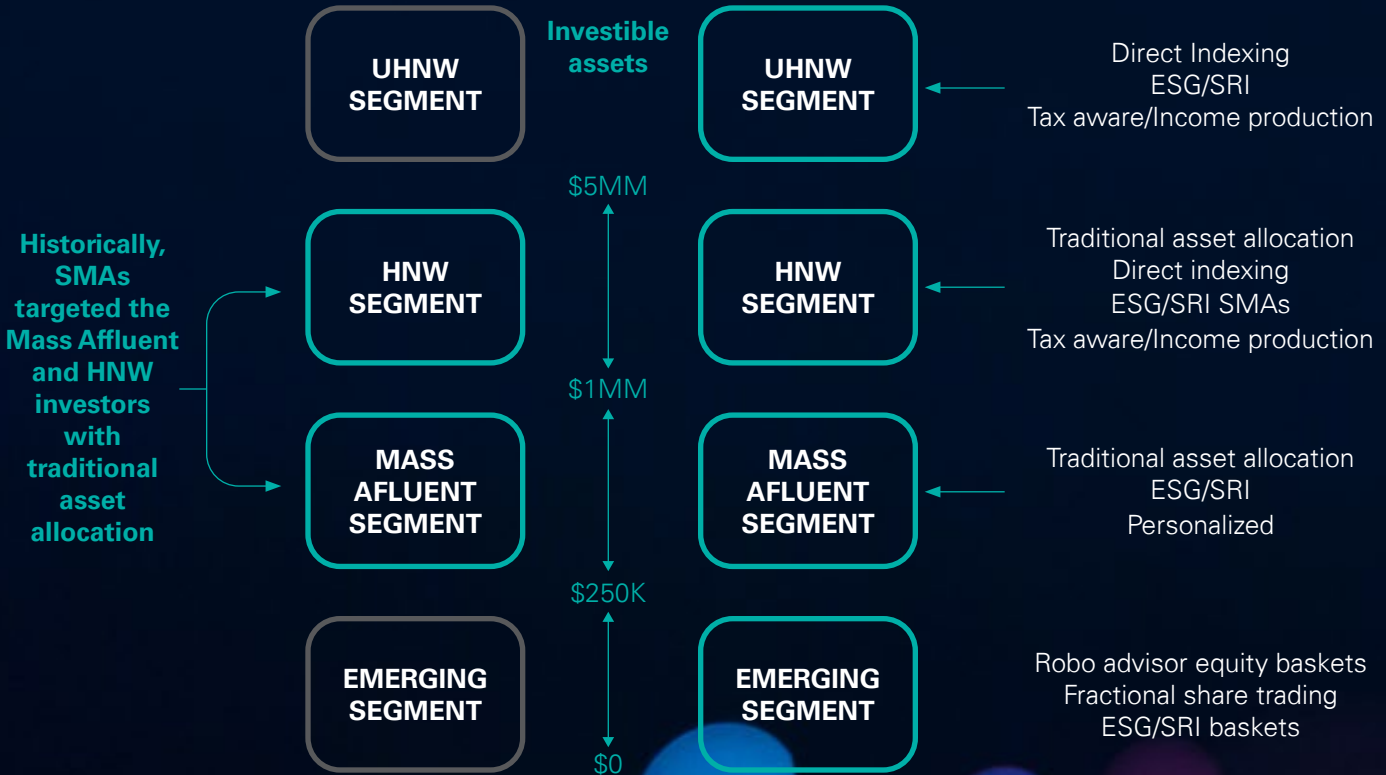 Historically,
SMAs
targeted the
Mass Affluent
and HNW
investors
with
traditional
asset
allocation
UHNW
SEGMENT
HNW
SEGMENT
MASS
AFLUENT
SEGMENT
EMERGING
SEGMENT
Investible
assets
$5MM
$1MM
$250K
$0
UHNW
SEGMENT
HNW
SEGMENT
MASS
AFLUENT
SEGMENT
EMERGING
SEGMENT
Direct Indexing
ESG/SRI
Tax aware/Income production
Traditional asset allocation
Direct indexing
ESG/SRI SMAs
Tax aware/Income production
Traditional asset allocation
ESG/SRI
Personalized
Robo advisor equity baskets
Fractional share trading
ESG/SRI baskets